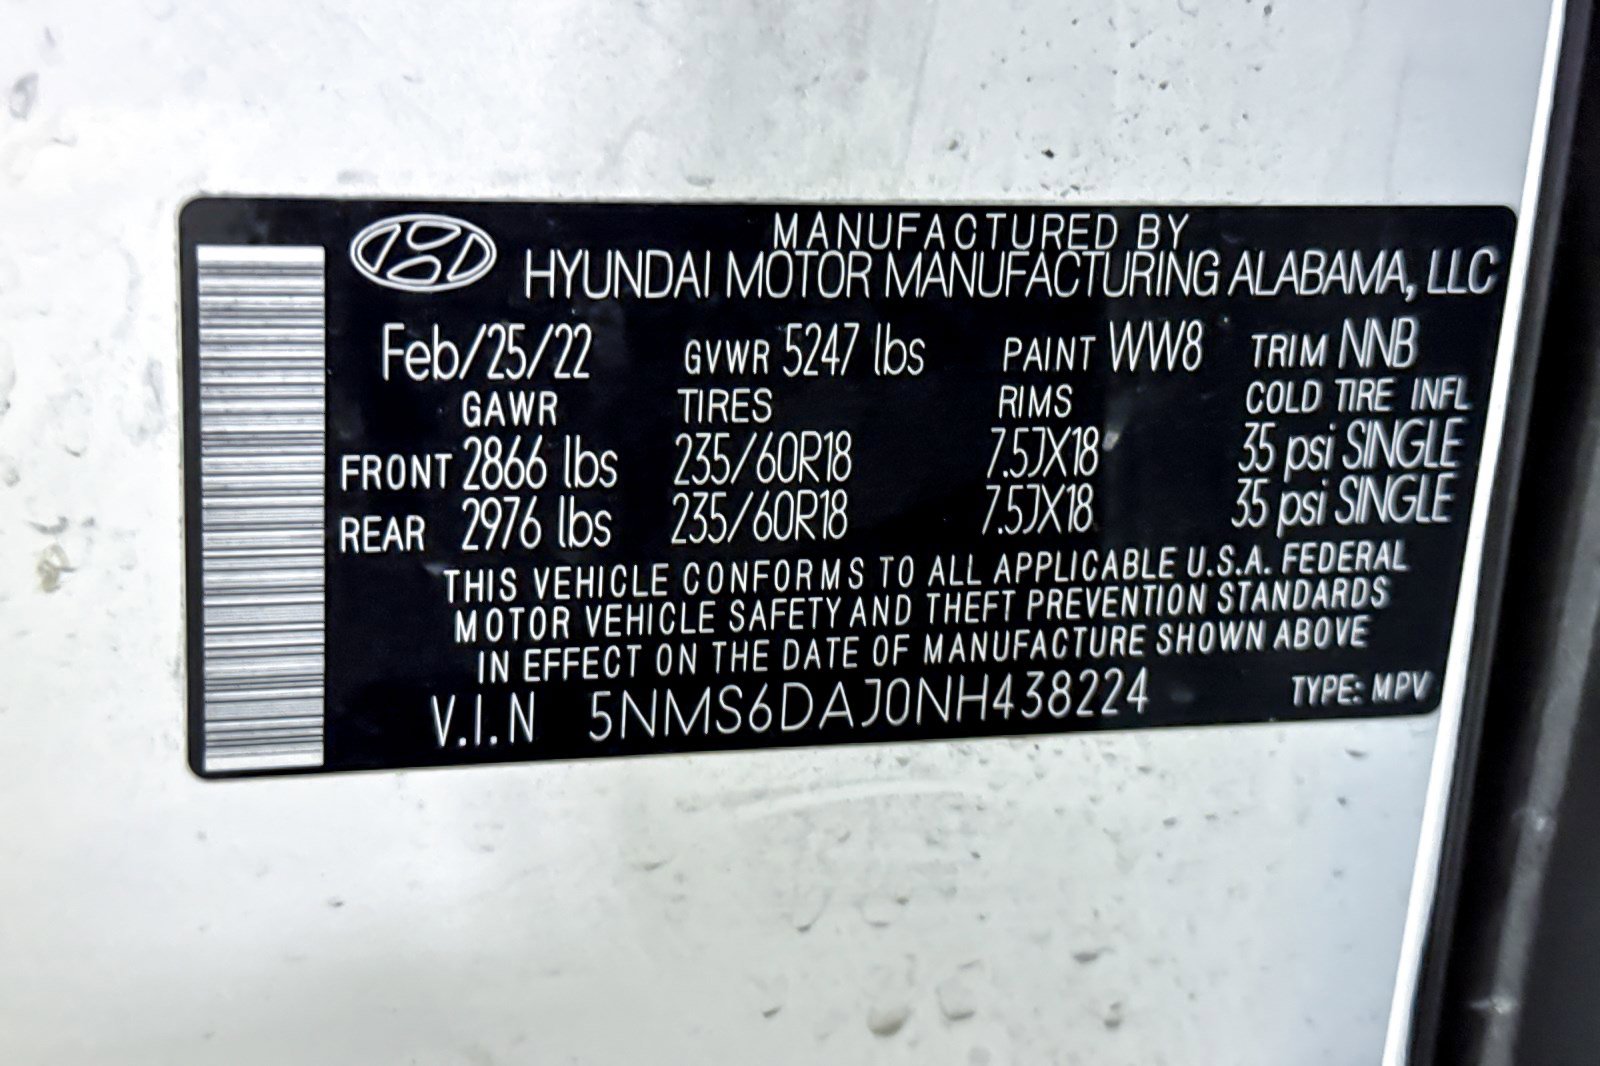 MANUFACTURED BY
HYUNDAI MOTOR MANUFACTURING ALABAMA, LLC
Feb/25/22 GVWR 5247 lbs PAINT WW8 TRIM NNB
GAWR TIRES RIMS COLD TIRE INFL
FRONT 2866 lbs 235/60R18 7.5JX18 35 psi SINGLE
REAR 2976 lbs 235/60R18 7.5JX18 35 psi SINGLE
THIS VEHICLE CONFORMS TO ALL APPLICABLE U.S.A. FEDERAL
MOTOR VEHICLE SAFETY AND THEFT PREVENTION STANDARDS
IN EFFECT ON THE DATE OF MANUFACTURE SHOWN ABOVE
V.I.N 5NMS6DAJ0NH438224 TYPE: MPV